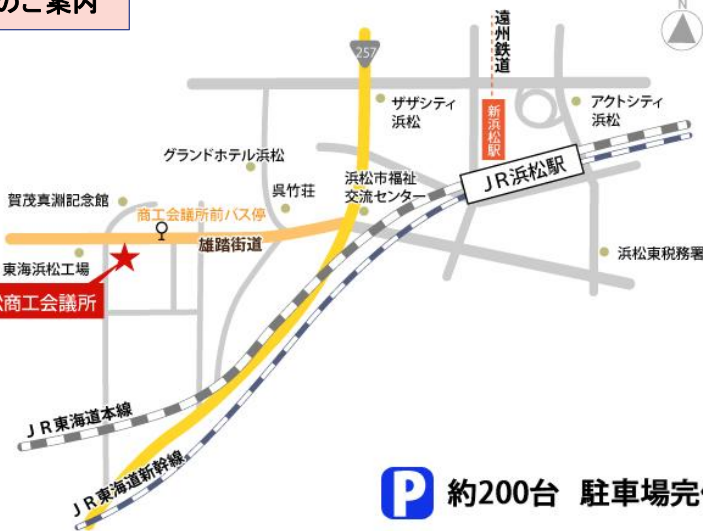 のご案内
N
遠州鉄道
257
ザザシティ
浜松
アクトシティ
浜松
新浜松駅
グランドホテル浜松
JR浜松駅
呉竹荘
浜松市福祉
交流センター
賀茂真淵記念館
商工会議所前バス停
雄踏街道
浜松東税務署
東海浜松工場
商工会議所
JR東海道本線
JR東海道新幹線
P 約200台 駐車場完